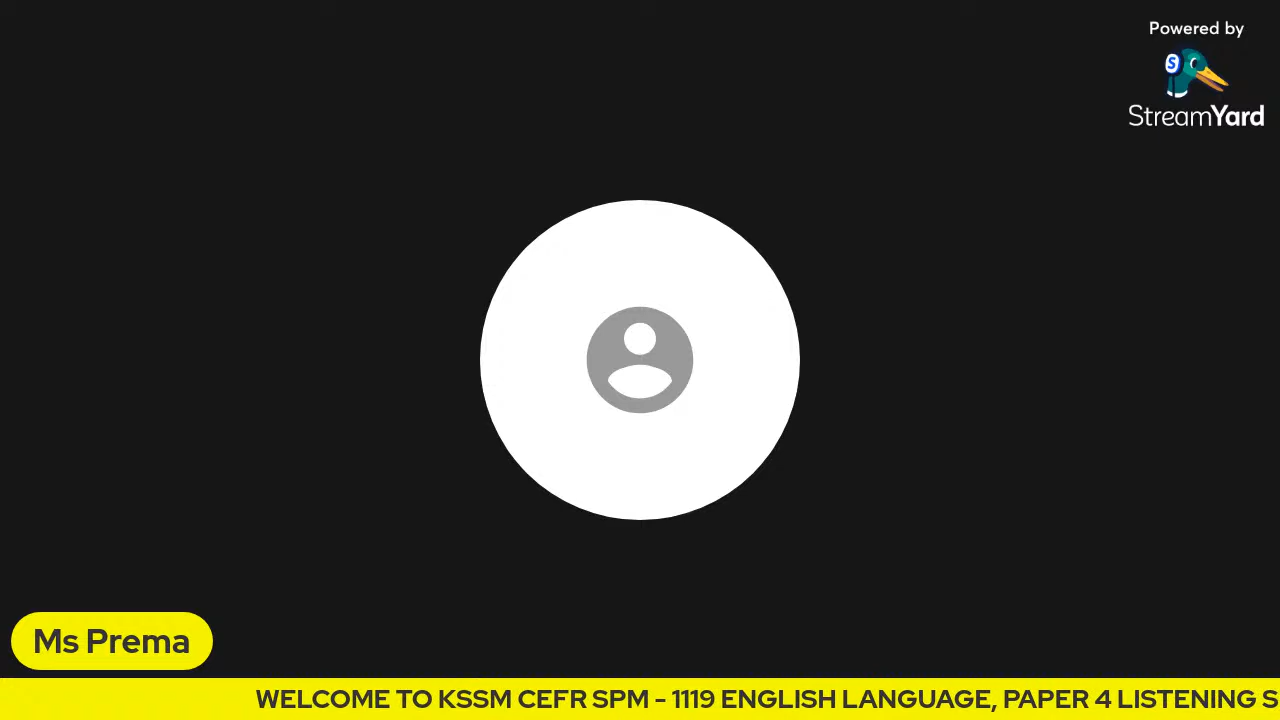 Powered by
S
StreamYard
Ms Prema
WELCOME TO KSSM CEFR SPM - 1119 ENGLISH LANGUAGE, PAPER 4 LISTENING S